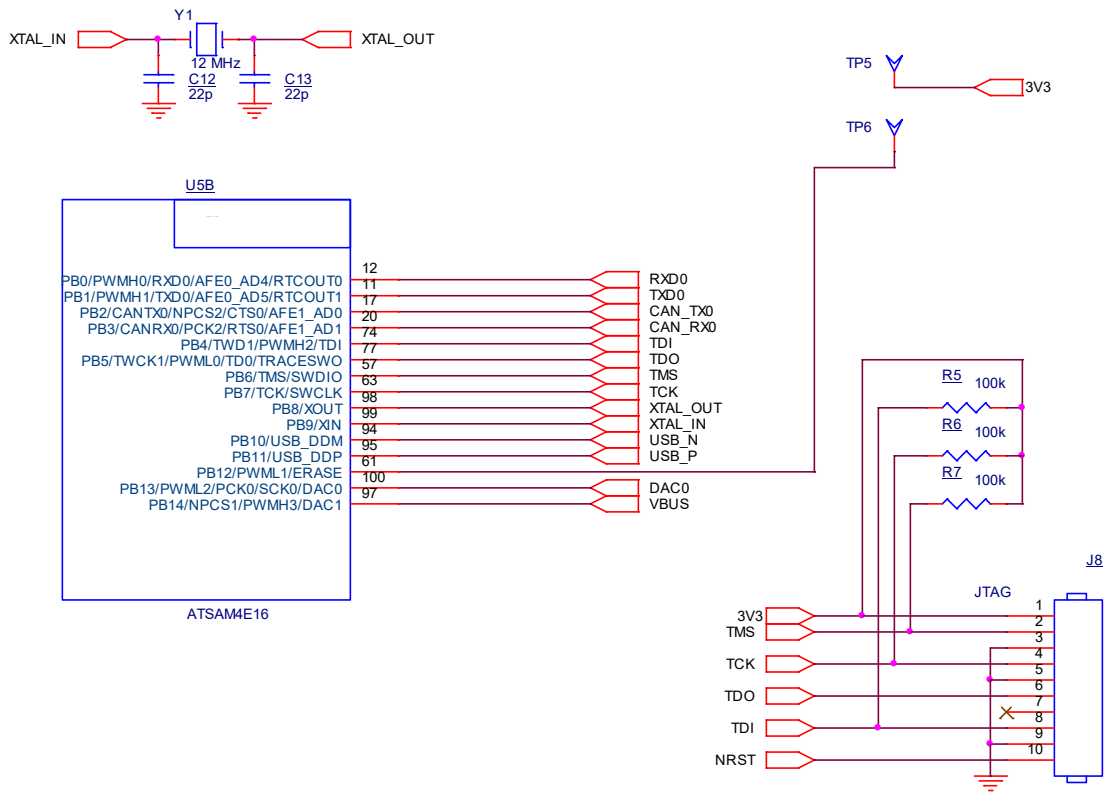 Y1
XTAL_IN
XTAL_OUT
12 MHz
C12
22p
C13
22p
TP5
3V3
TP6
U5B
PB0/PWMH0/RXD0/AFE0_AD4/RTCOUT0 12 RXD0
PB1/PWMH1/TXD0/AFE0_AD5/RTCOUT1 11 TXD0
PB2/CANTX0/NPCS2/CTS0/AFE1_AD0 17 CAN_TX0
PB3/CANRX0/PCK2/RTS0/AFE1_AD1 20 CAN_RX0
PB4/TWD1/PWMH2/TDI 74 TDI
PB5/TWCK1/PWML0/TD0/TRACESWO 77 TDO
PB6/TMS/SWDIO 57 TMS
PB7/TCK/SWCLK 63 TCK
PB8/XOUT 98 XTAL_OUT
PB9/XIN 99 XTAL_IN
PB10/USB_DDM 94 USB_N
PB11/USB_DDP 95 USB_P
PB12/PWML1/ERASE 61
PB13/PWML2/PCK0/SCK0/DAC0 100 DAC0
PB14/NPCS1/PWMH3/DAC1 97 VBUS
ATSAM4E16
R5 100k
R6 100k
R7 100k
J8
JTAG
3V3 1
TMS 2
3
TCK 4
5
TDO 6
7
TDI 8
9
NRST 10